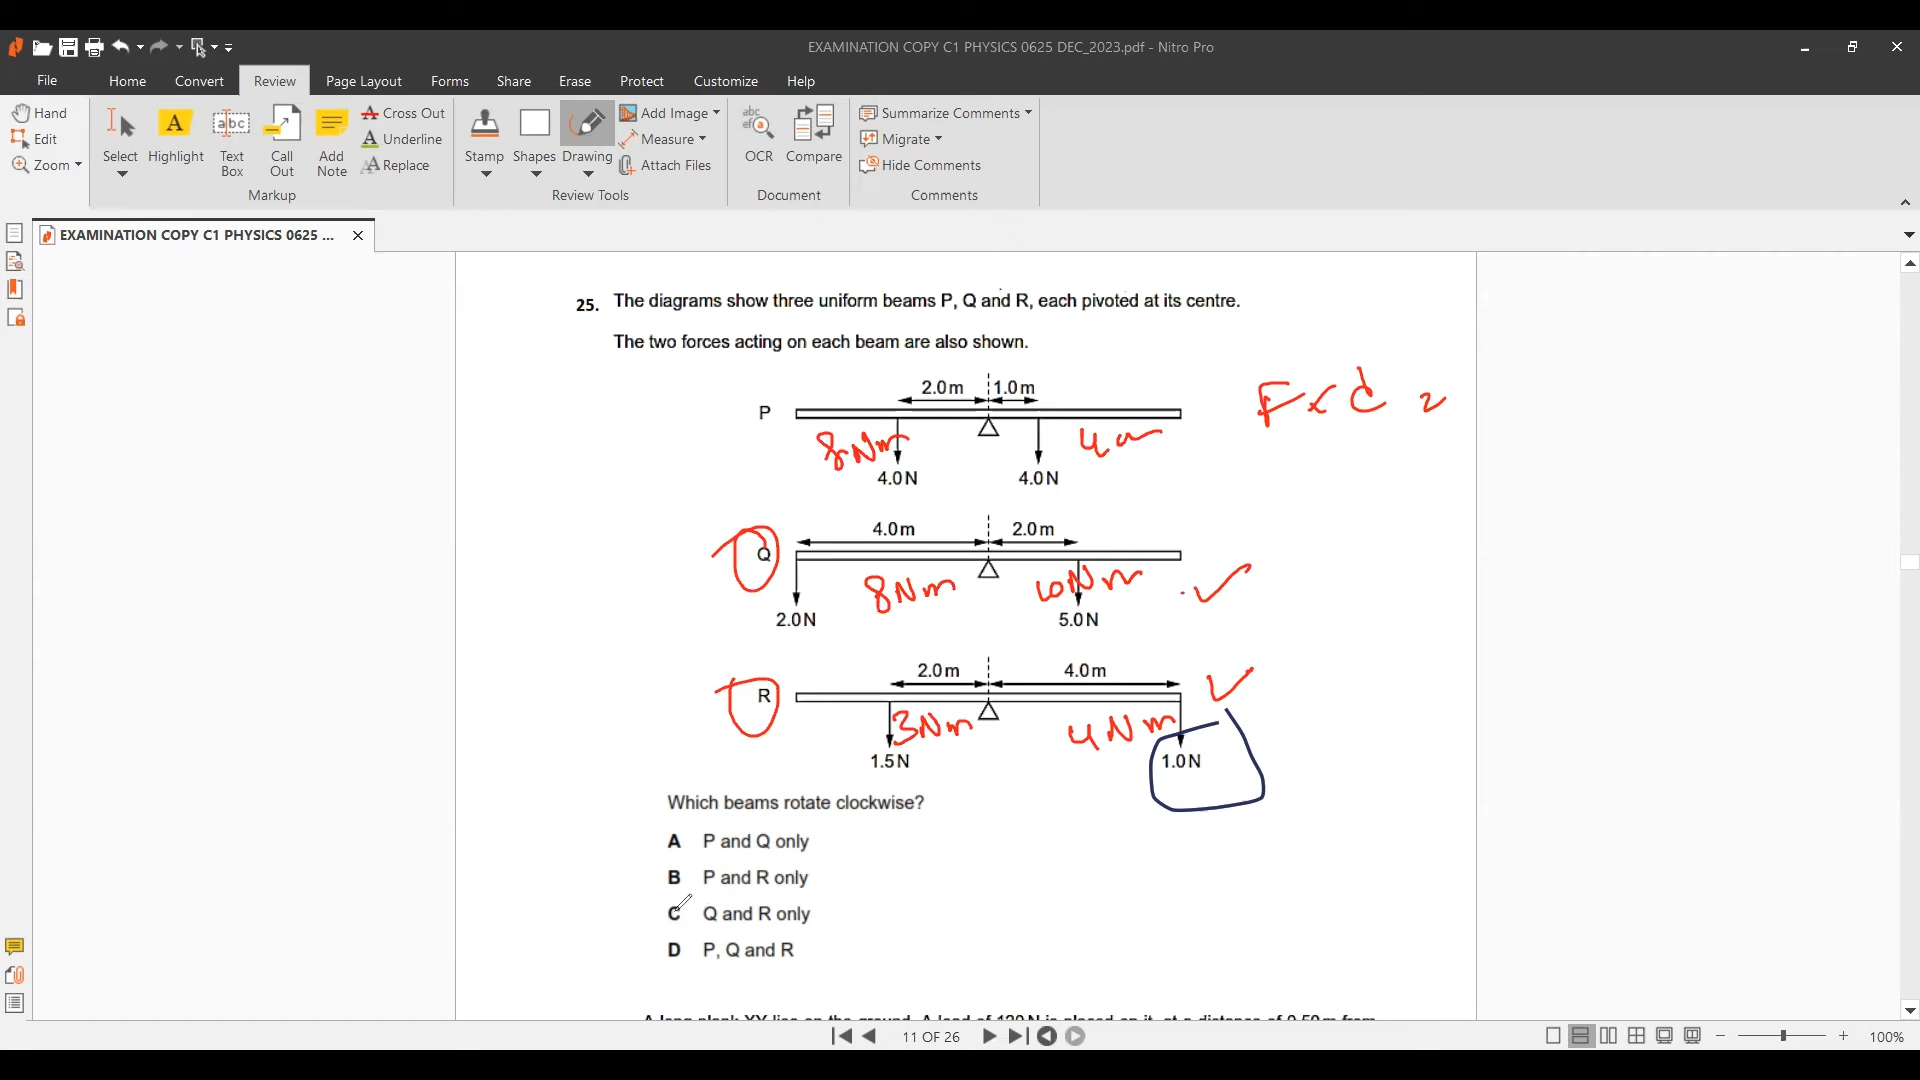 EXAMINATION COPY C1 PHYSICS 0625 DEC_2023.pdf - Nitro Pro
File Home Convert Review Page Layout Forms Share Erase Protect Customize Help
Hand
Edit
Zoom
Select
Highlight
Text Box
Call Out
Add Note
Cross Out
Underline
Replace
Markup
Stamp
Shapes
Drawing
Add Image
Measure
Attach Files
Review Tools
OCR
Compare
Document
Summarize Comments
Migrate
Hide Comments
Comments
EXAMINATION COPY C1 PHYSICS 0625 ...
25. The diagrams show three uniform beams P, Q and R, each pivoted at its centre.
The two forces acting on each beam are also shown.
2.0 m 1.0 m
P
F x d
8Nm
4.0 N 4.0 N
4.0 m 2.0 m
Q
8Nm 10Nm
2.0 N 5.0 N
2.0 m 4.0 m
R
3Nm 4Nm
1.5 N 1.0 N
Which beams rotate clockwise?
A P and Q only
B P and R only
C Q and R only
D P, Q and R
11 OF 26
100%